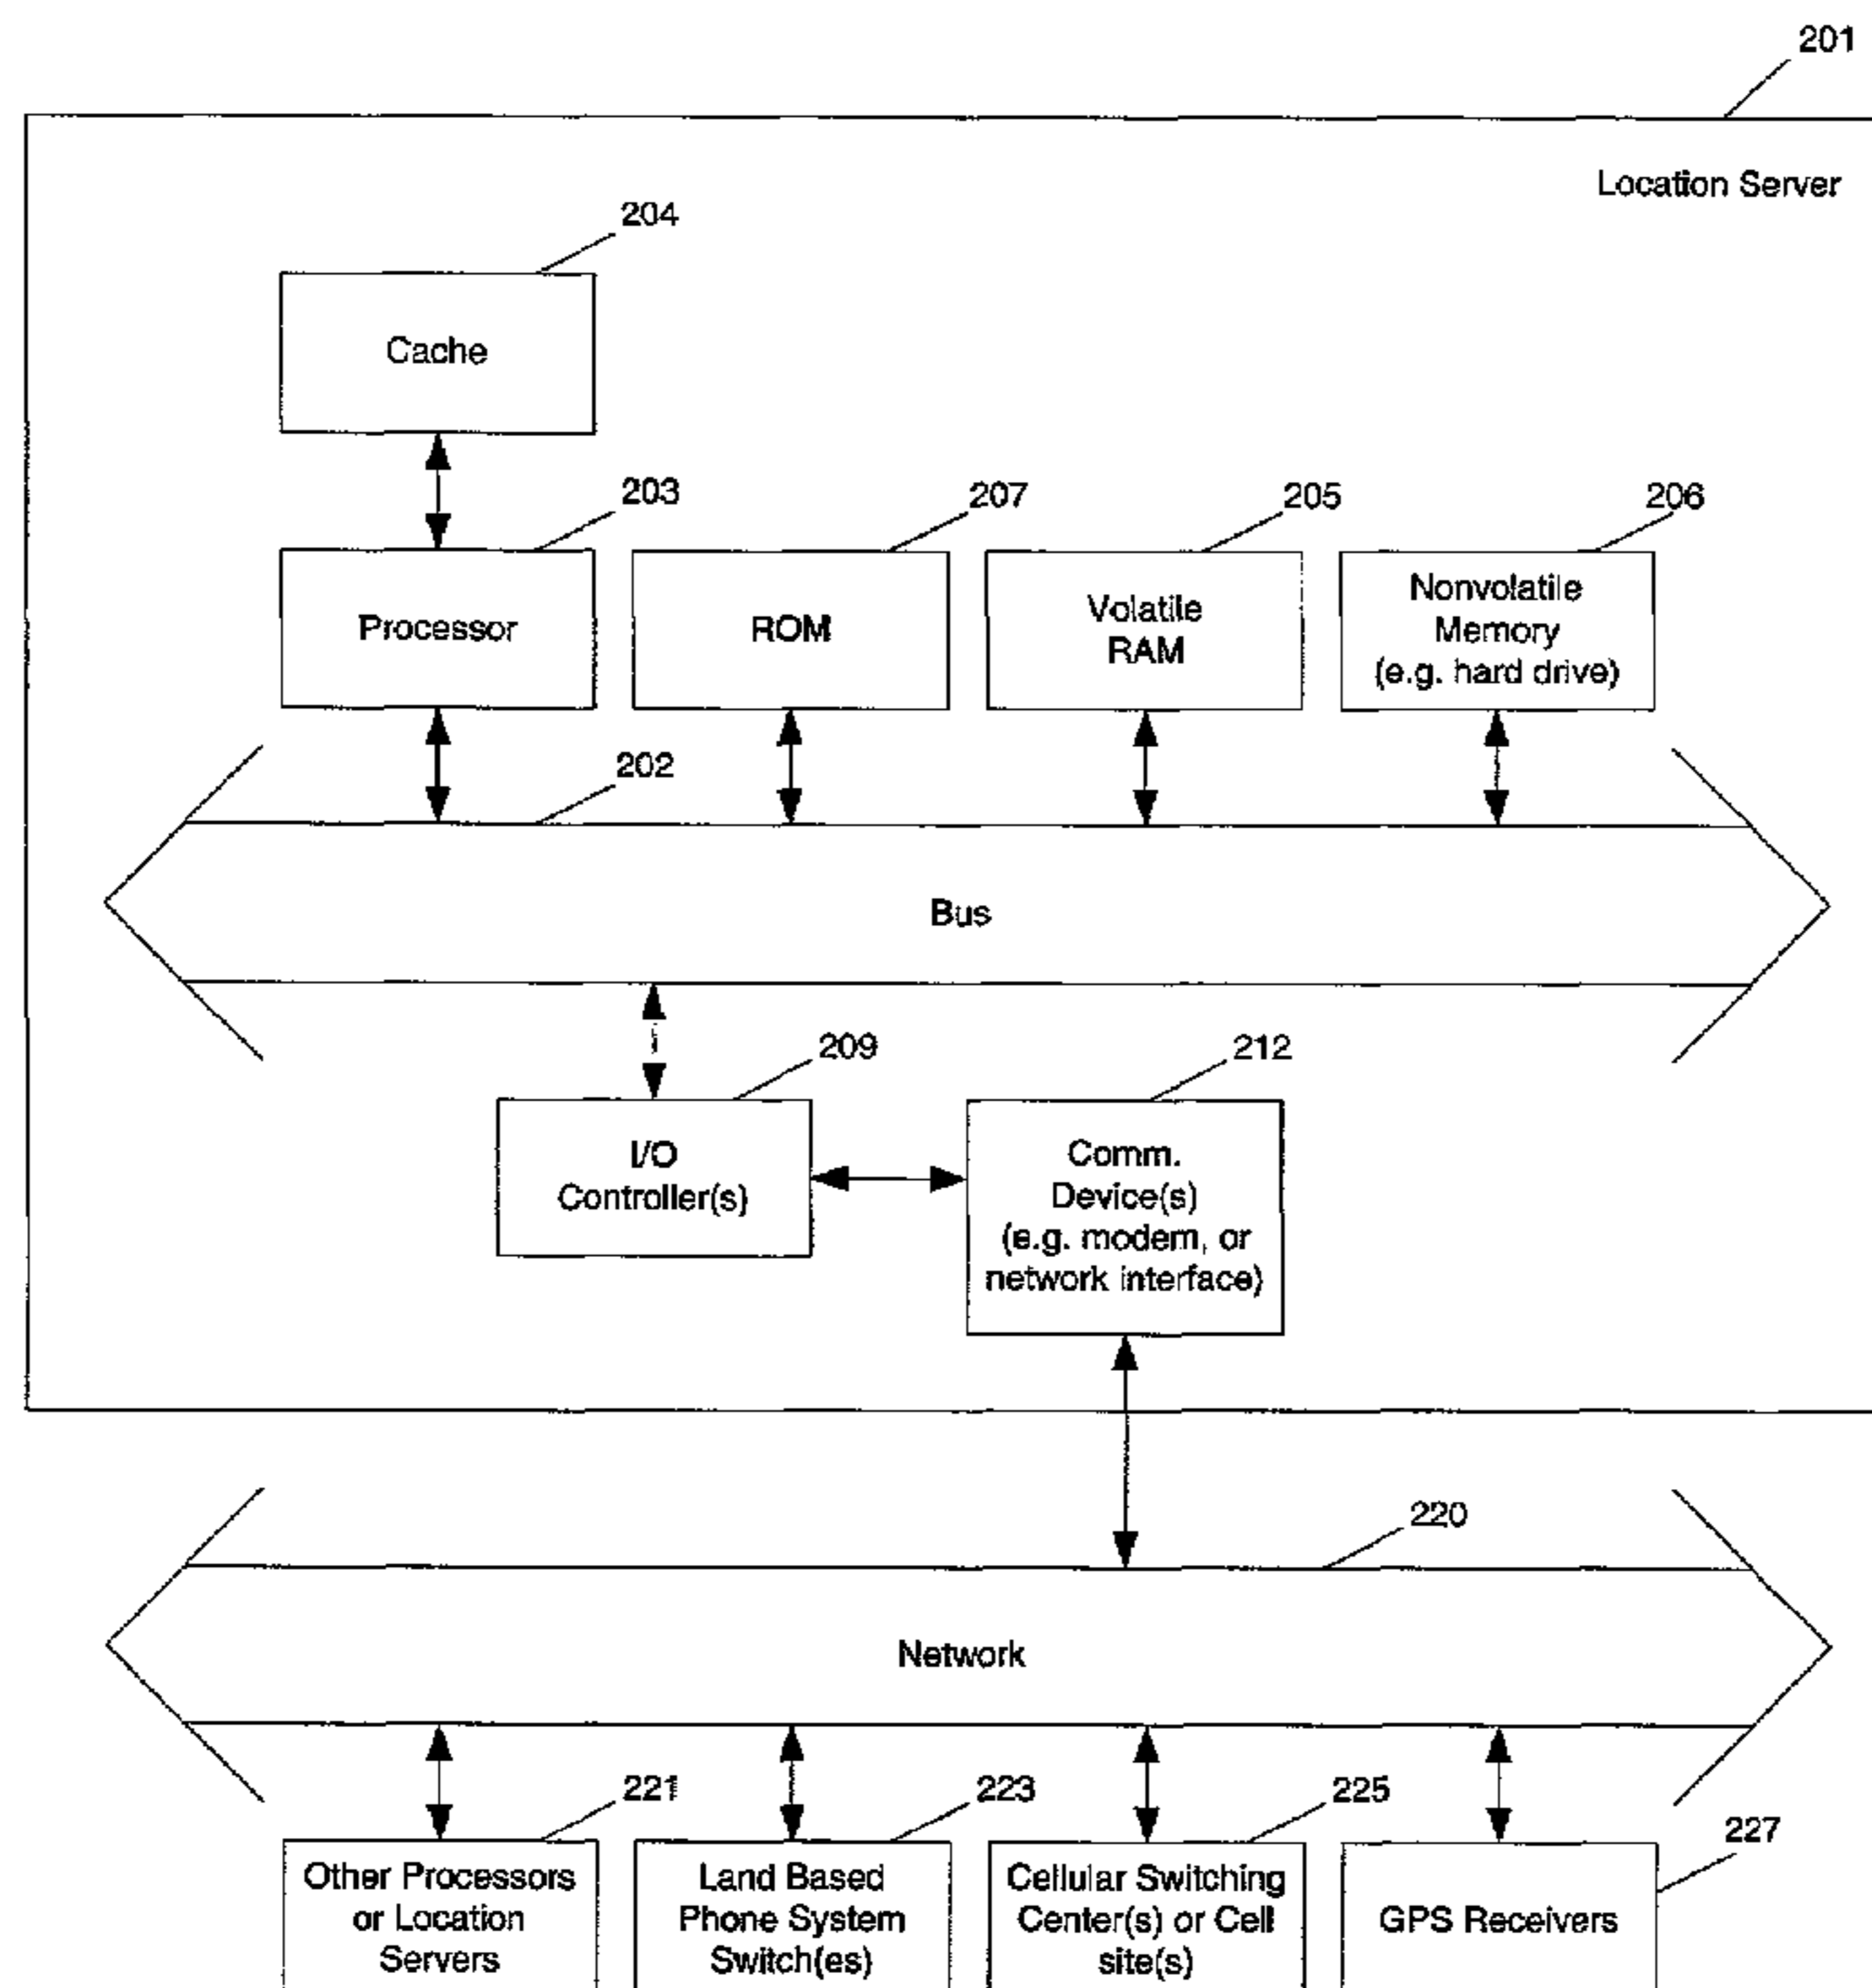 201
Location Server
204
Cache
203
207
205
206
Processor
ROM
Volatile
RAM
Nonvolatile
Memory
(e.g. hard drive)
202
Bus
209
212
I/O
Controller(s)
Comm.
Device(s)
(e.g. modem, or
network interface)
220
Network
221
223
225
227
Other Processors
or Location
Servers
Land Based
Phone System
Switch(es)
Cellular Switching
Center(s) or Cell
site(s)
GPS Receivers